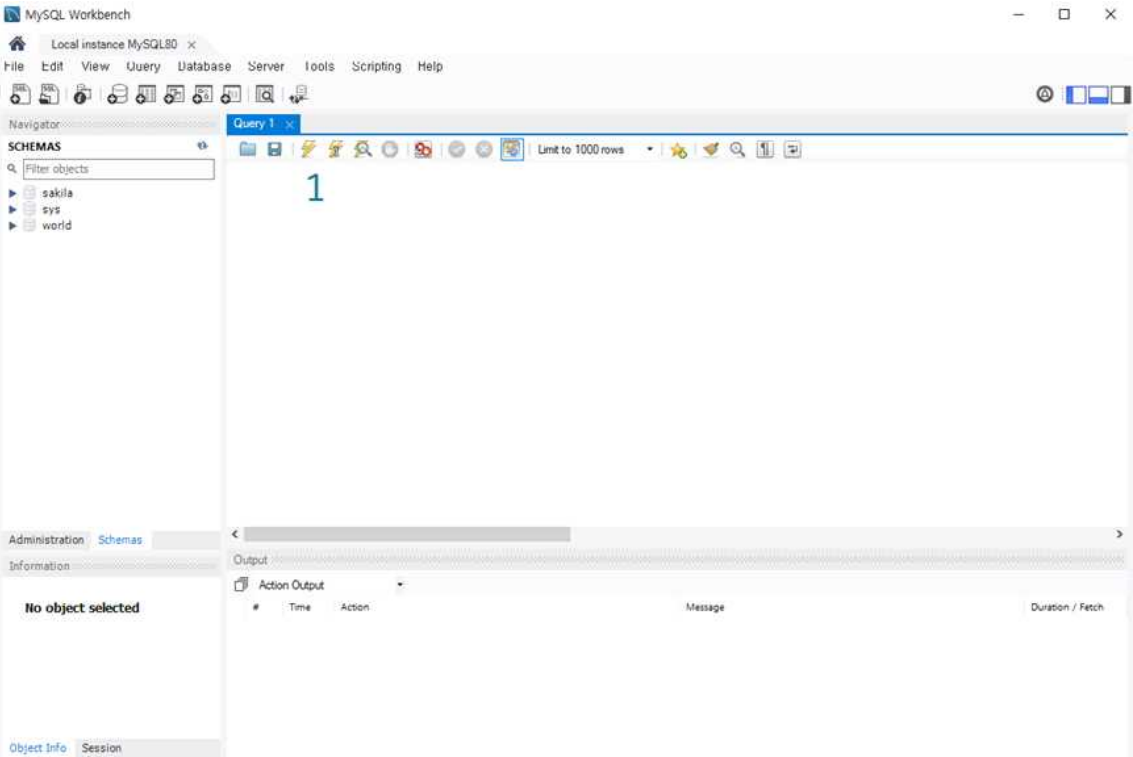 MySQL Workbench
Local instance MySQL80
File Edit View Query Database Server Tools Scripting Help
Navigator
SCHEMAS
Filter objects
sakila
sys
world
Administration Schemas
Information
No object selected
Object Info Session
Query 1
Limit to 1000 rows
1
Output
Action Output
# Time Action Message Duration / Fetch